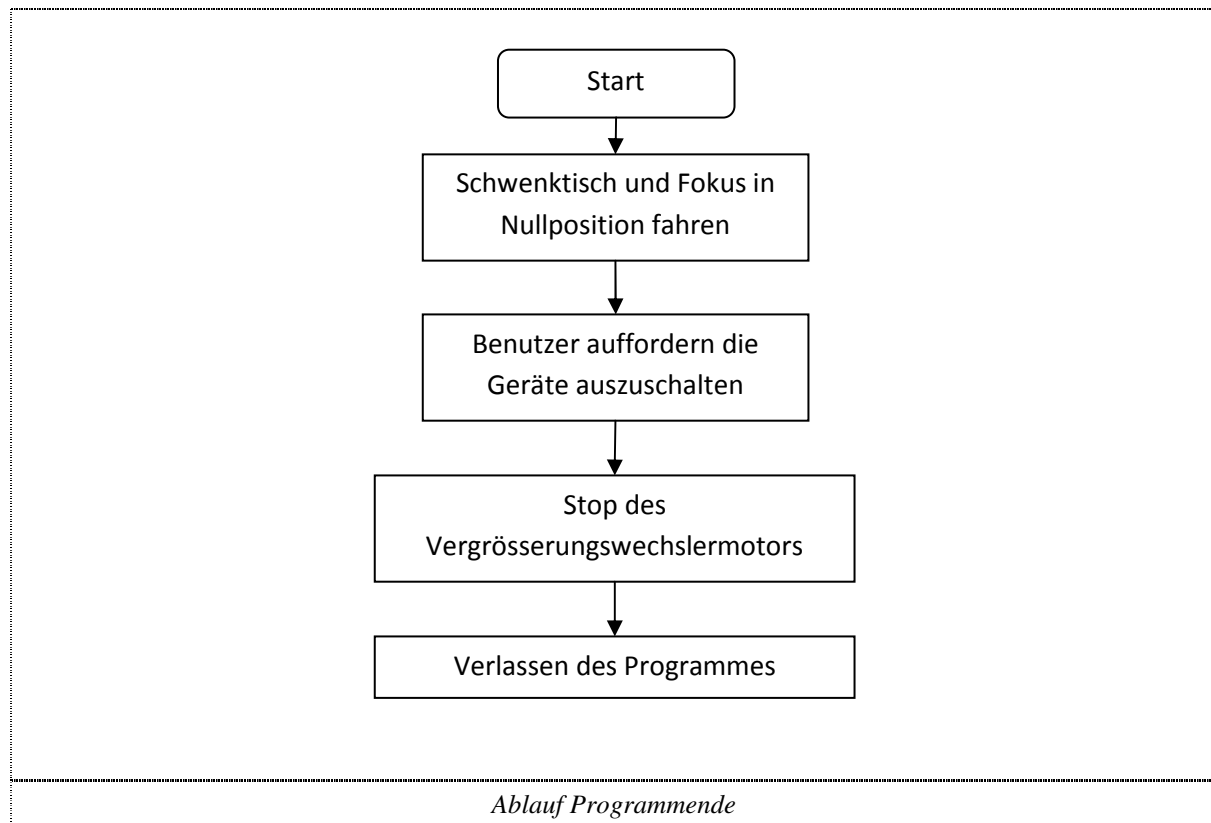 Start
Schwenktisch und Fokus in
Nullposition fahren
Benutzer auffordern die
Geräte auszuschalten
Stop des
Vergrösserungswechslermotors
Verlassen des Programmes
Ablauf Programmende